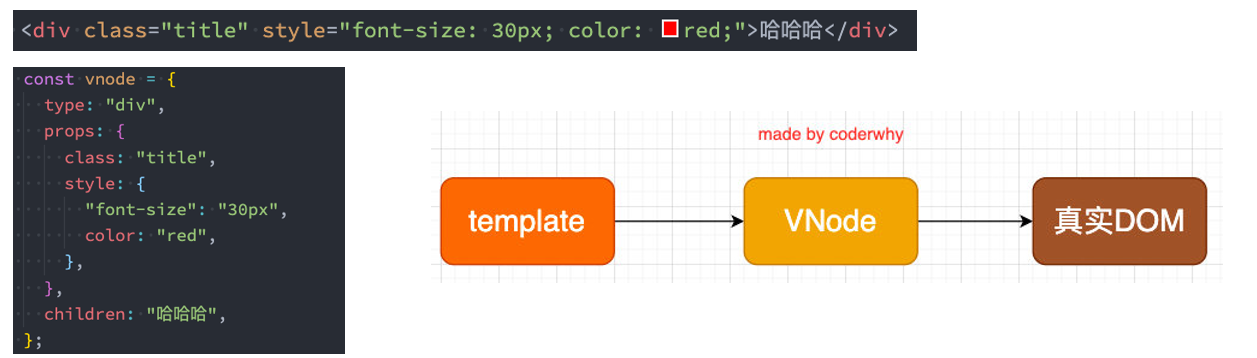 <div class="title" style="font-size: 30px; color: red;">哈哈哈</div>
const vnode = {
type: "div",
props: {
class: "title",
style: {
"font-size": "30px",
color: "red",
},
},
children: "哈哈哈",
};
made by coderwhy
template
VNode
真实DOM